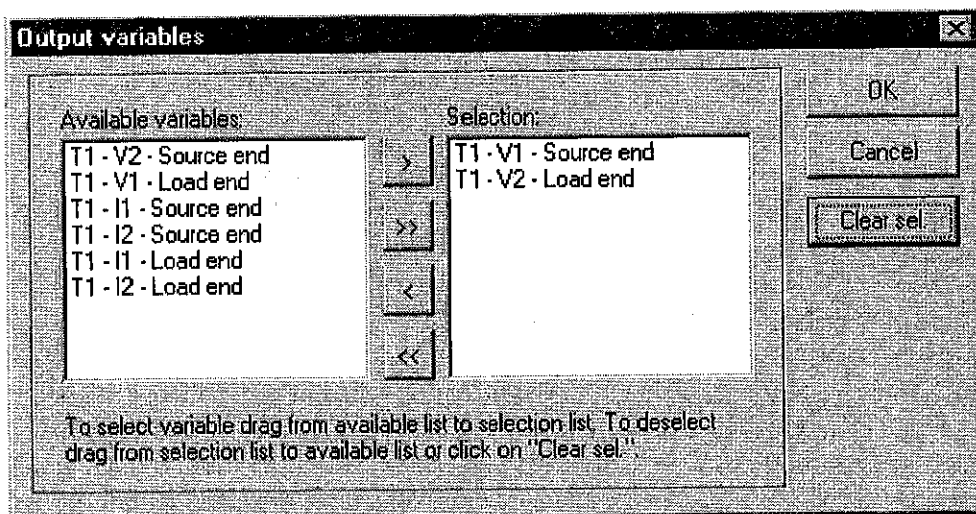 Output variables
Available variables:
T1 - V2 - Source end
T1 - V1 - Load end
T1 - I1 - Source end
T1 - I2 - Source end
T1 - I1 - Load end
T1 - I2 - Load end
>
>>
<
<<
Selection:
T1 - V1 - Source end
T1 - V2 - Load end
OK
Cancel
Clear sel.
To select variable drag from available list to selection list. To deselect
drag from selection list to available list or click on "Clear sel.".